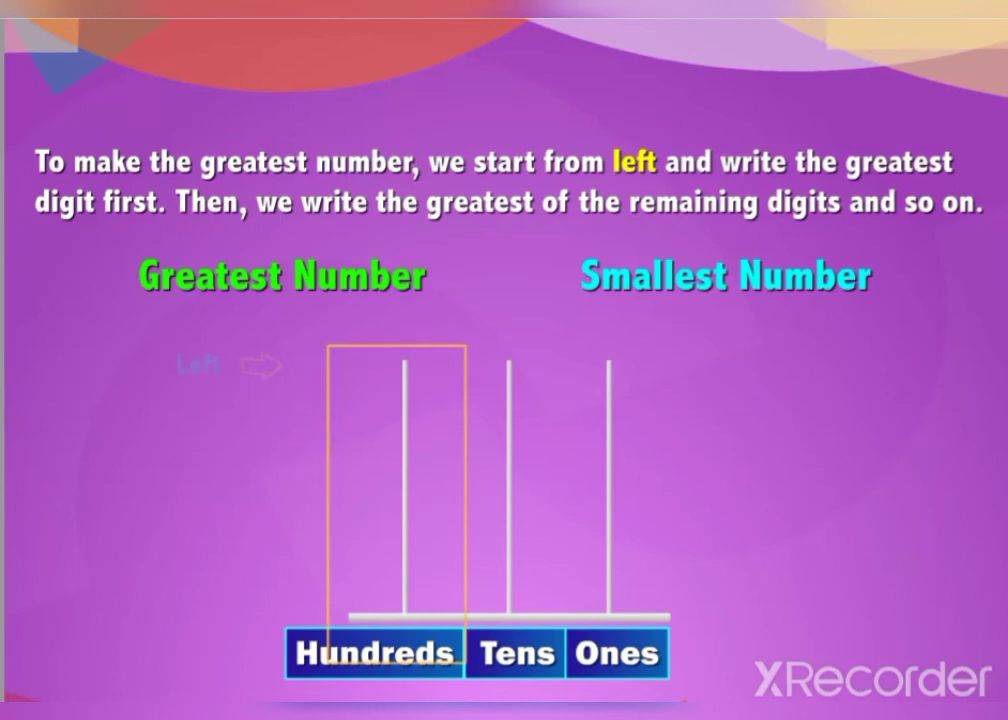 To make the greatest number, we start from left and write the greatest
digit first. Then, we write the greatest of the remaining digits and so on.
Greatest Number
Smallest Number
Left
Hundreds Tens Ones
XRecorder